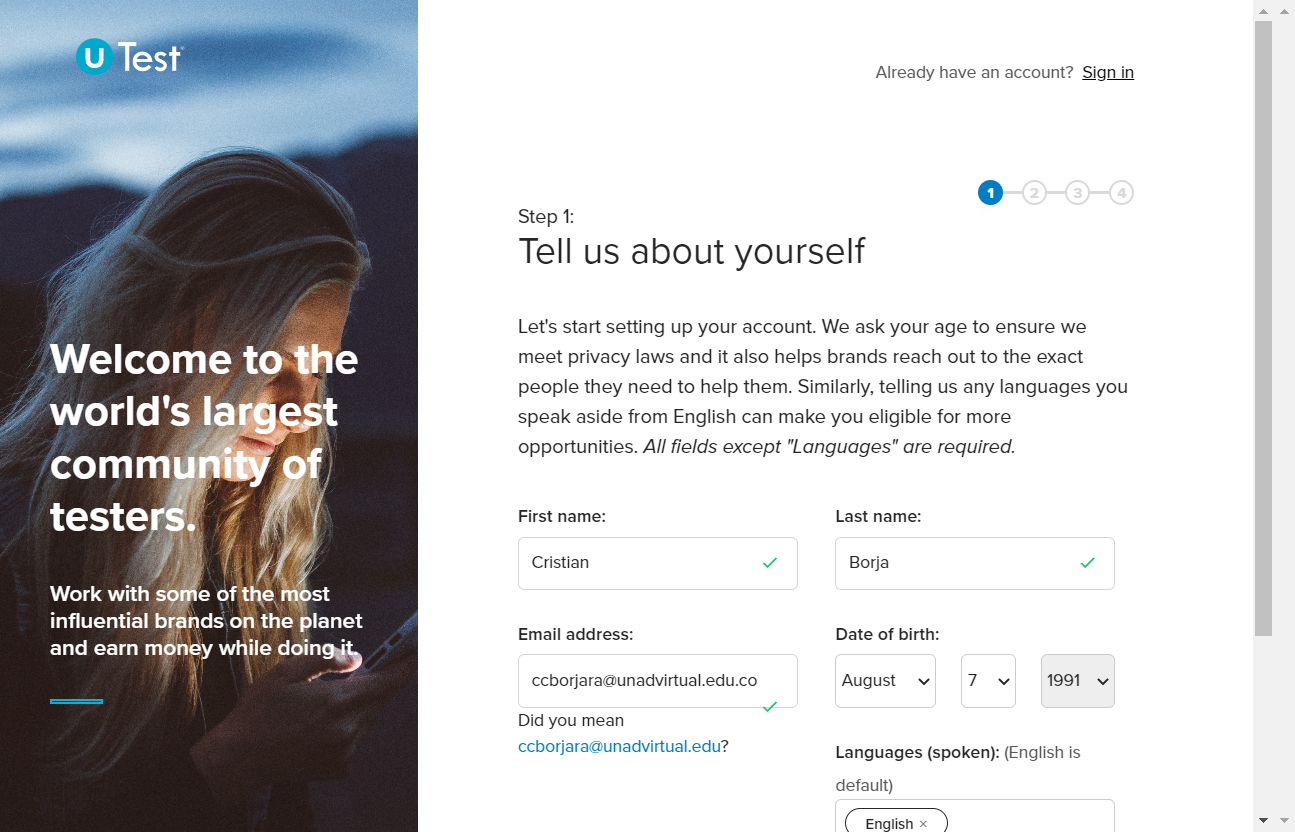 U Test
Already have an account? Sign in
1 2 3 4
Step 1:
Tell us about yourself
Let's start setting up your account. We ask your age to ensure we
meet privacy laws and it also helps brands reach out to the exact
people they need to help them. Similarly, telling us any languages you
speak aside from English can make you eligible for more
opportunities. All fields except "Languages" are required.
Welcome to the
world's largest
community of
testers.
Work with some of the most
influential brands on the planet
and earn money while doing it.
First name:
Last name:
Cristian
Borja
Email address:
Date of birth:
ccborjara@unadvirtual.edu.co
August 7 1991
Did you mean
ccborjara@unadvirtual.edu?
Languages (spoken): (English is
default)
English ×